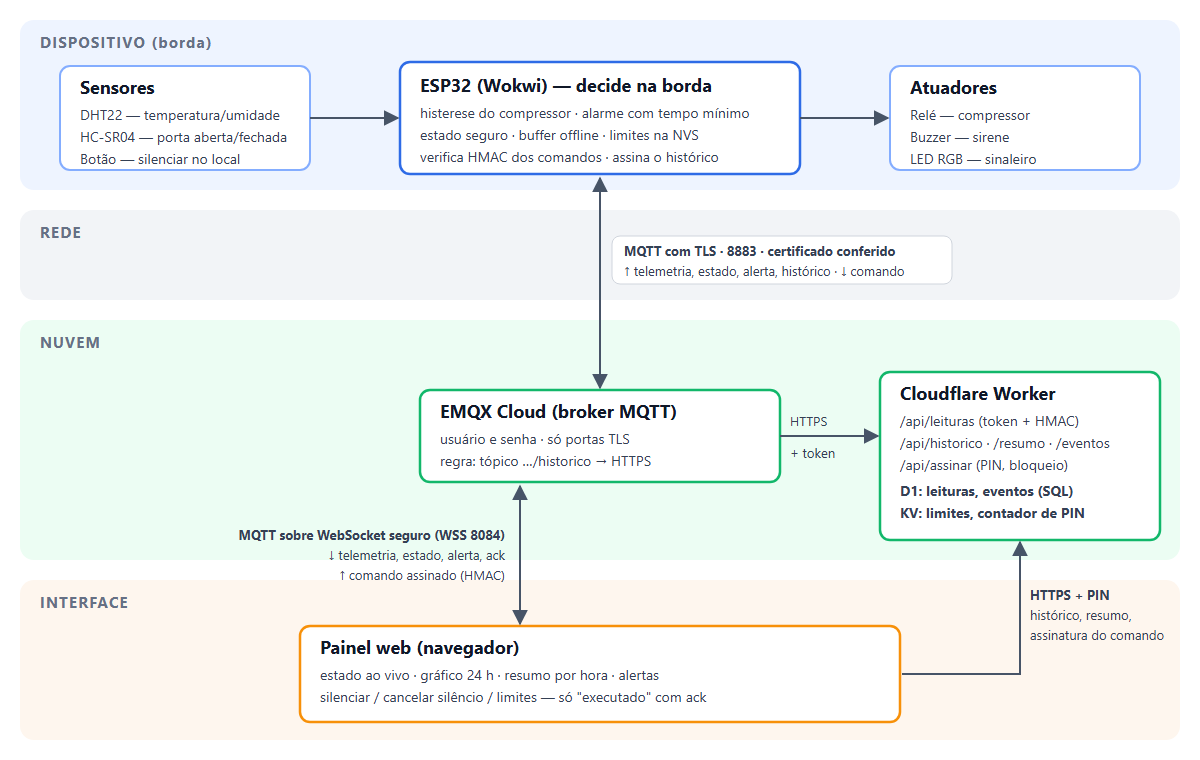 DISPOSITIVO (borda)
Sensores
DHT22 — temperatura/umidade
HC-SR04 — porta aberta/fechada
Botão — silenciar no local
ESP32 (Wokwi) — decide na borda
histerese do compressor · alarme com tempo mínimo
estado seguro · buffer offline · limites na NVS
verifica HMAC dos comandos · assina o histórico
Atuadores
Relé — compressor
Buzzer — sirene
LED RGB — sinaleiro
REDE
MQTT com TLS · 8883 · certificado conferido
↑ telemetria, estado, alerta, histórico · ↓ comando
NUVEM
EMQX Cloud (broker MQTT)
usuário e senha · só portas TLS
regra: tópico …/historico → HTTPS
HTTPS
+ token
Cloudflare Worker
/api/leituras (token + HMAC)
/api/historico · /resumo · /eventos
/api/assinar (PIN, bloqueio)
D1: leituras, eventos (SQL)
KV: limites, contador de PIN
MQTT sobre WebSocket seguro (WSS 8084)
↓ telemetria, estado, alerta, ack
↑ comando assinado (HMAC)
INTERFACE
Painel web (navegador)
estado ao vivo · gráfico 24 h · resumo por hora · alertas
silenciar / cancelar silêncio / limites — só "executado" com ack
HTTPS + PIN
histórico, resumo,
assinatura do comando